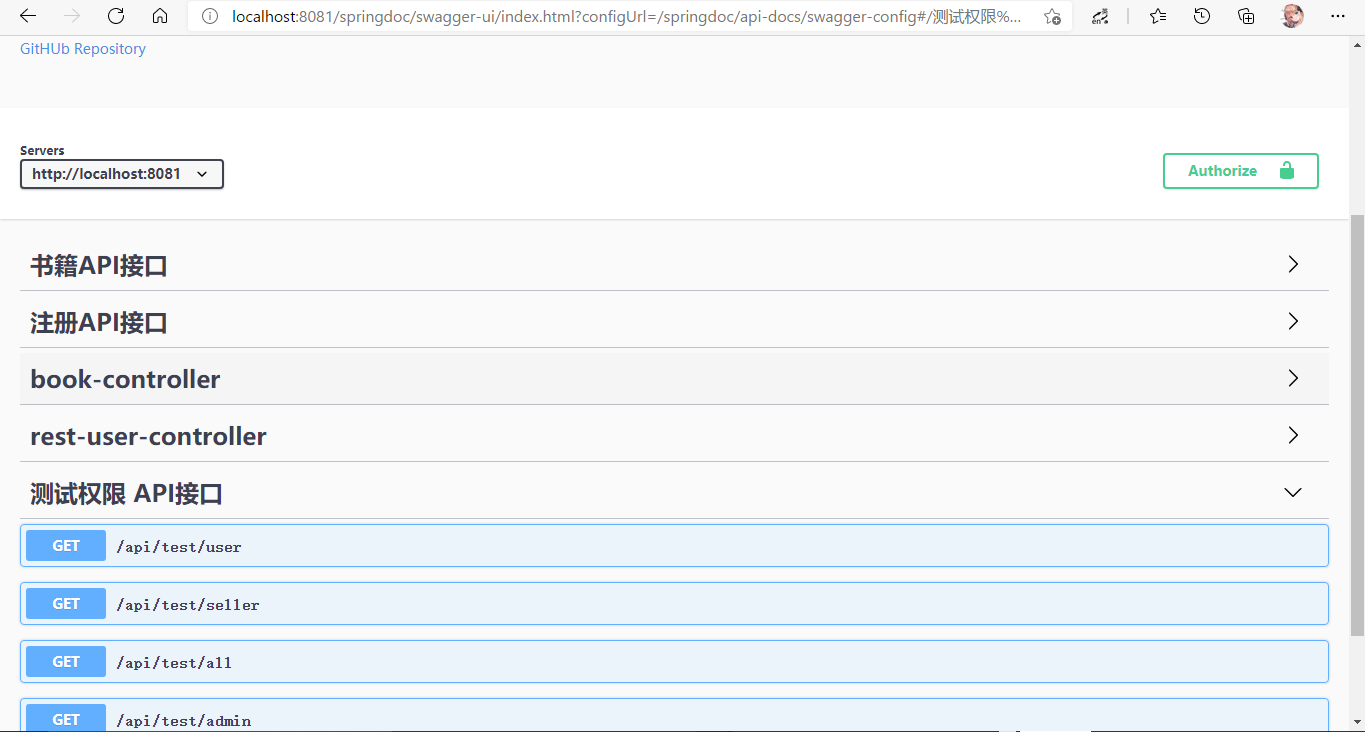 localhost:8081/springdoc/swagger-ui/index.html?configUrl=/springdoc/api-docs/swagger-config#/测试权限%...
GitHUb Repository
Servers
http://localhost:8081
Authorize
书籍API接口
注册API接口
book-controller
rest-user-controller
测试权限 API接口
GET /api/test/user
GET /api/test/seller
GET /api/test/all
GET /api/test/admin